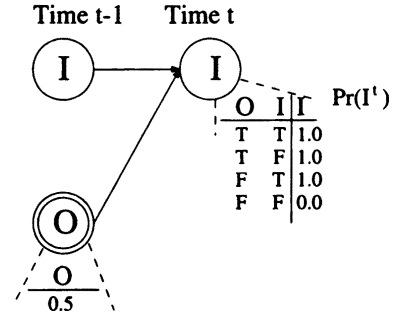 Time t-1 Time t
I I
Pr(I^t)
O I I
T T 1.0
T F 1.0
F T 1.0
F F 0.0
O
O
0.5